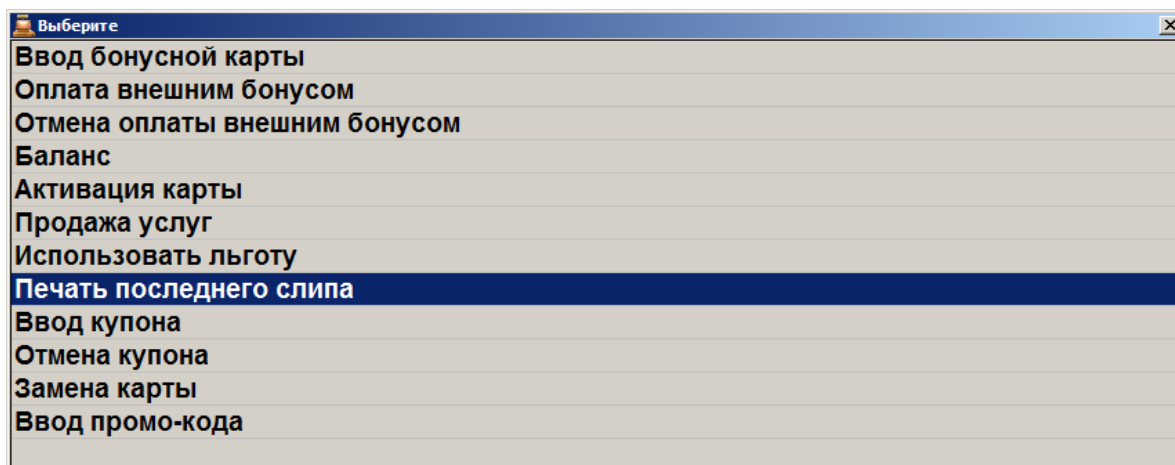 Выберите
Ввод бонусной карты
Оплата внешним бонусом
Отмена оплаты внешним бонусом
Баланс
Активация карты
Продажа услуг
Использовать льготу
Печать последнего слипа
Ввод купона
Отмена купона
Замена карты
Ввод промо-кода